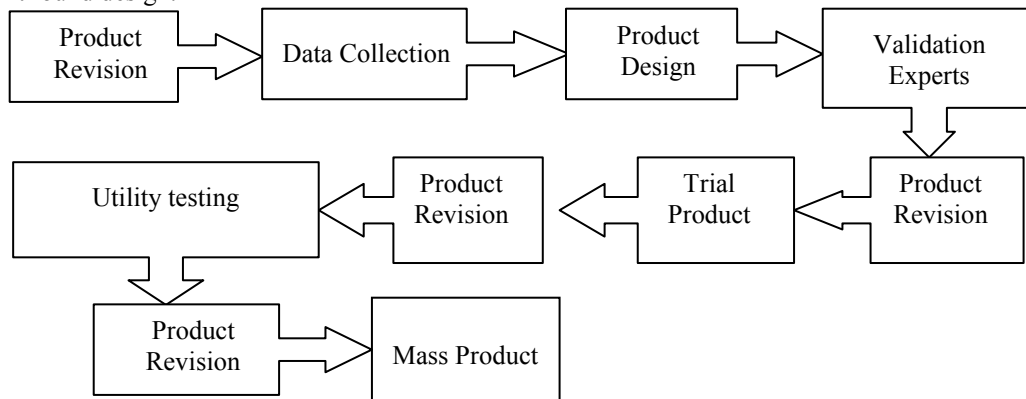 Product
Revision
Data Collection
Product
Design
Validation
Experts
Product
Revision
Trial
Product
Product
Revision
Utility testing
Product
Revision
Mass Product